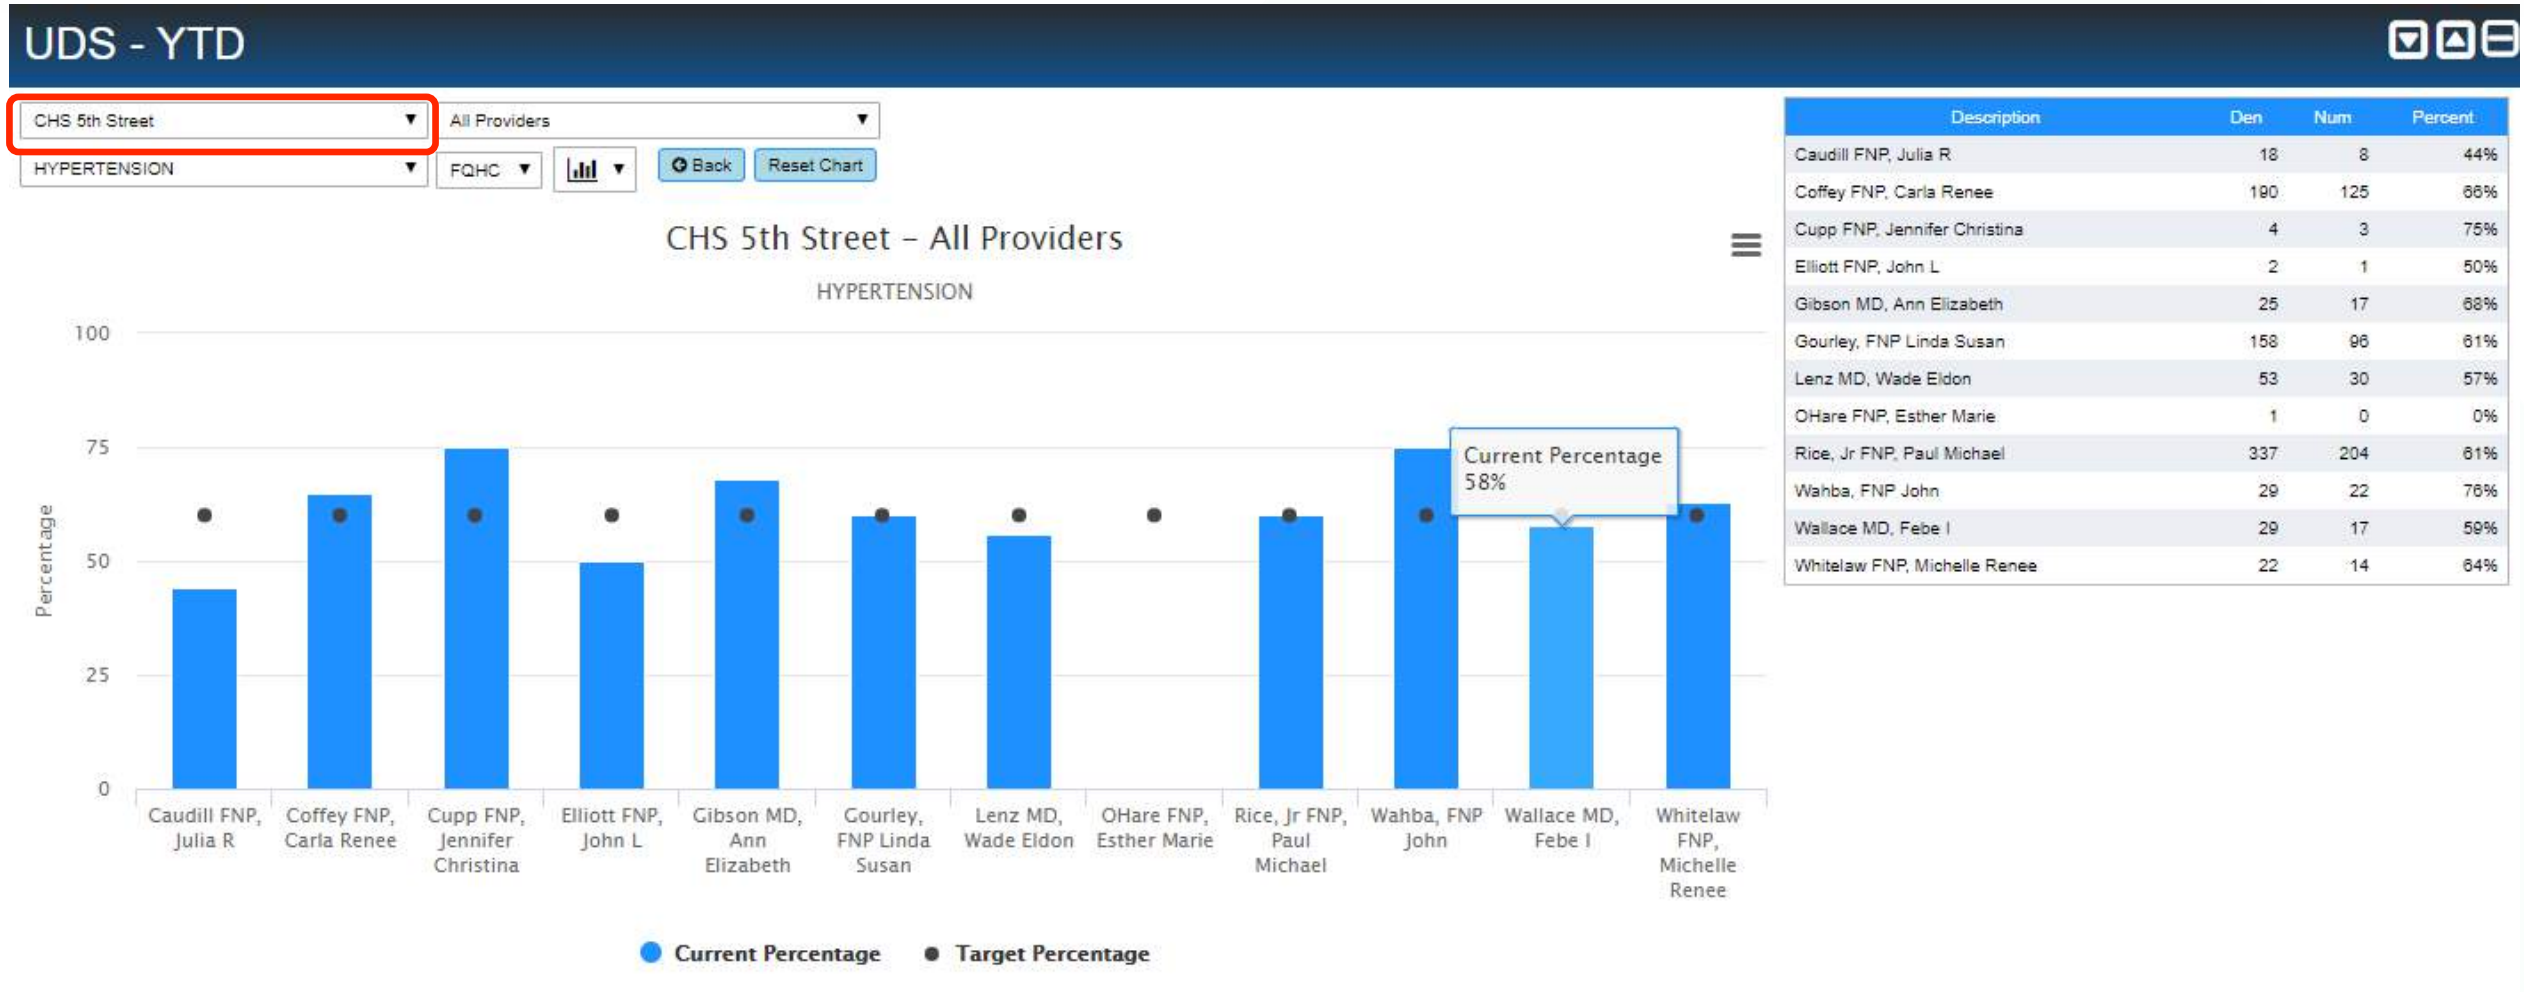 UDS - YTD
CHS 5th Street
All Providers
HYPERTENSION
FQHC
Back
Reset Chart
CHS 5th Street – All Providers
HYPERTENSION
100
75
50
25
0
Percentage
Current Percentage
58%
Caudill FNP,
Julia R
Coffey FNP,
Carla Renee
Cupp FNP,
Jennifer
Christina
Elliott FNP,
John L
Gibson MD,
Ann
Elizabeth
Gourley,
FNP Linda
Susan
Lenz MD,
Wade Eldon
OHare FNP,
Esther Marie
Rice, Jr FNP,
Paul
Michael
Wahba, FNP
John
Wallace MD,
Febe I
Whitelaw
FNP,
Michelle
Renee
Current Percentage
Target Percentage
Description Den Num Percent
Caudill FNP, Julia R 18 8 44%
Coffey FNP, Carla Renee 190 125 66%
Cupp FNP, Jennifer Christina 4 3 75%
Elliott FNP, John L 2 1 50%
Gibson MD, Ann Elizabeth 25 17 68%
Gourley, FNP Linda Susan 158 96 61%
Lenz MD, Wade Eldon 53 30 57%
OHare FNP, Esther Marie 1 0 0%
Rice, Jr FNP, Paul Michael 337 204 61%
Wahba, FNP John 29 22 76%
Wallace MD, Febe I 29 17 59%
Whitelaw FNP, Michelle Renee 22 14 64%